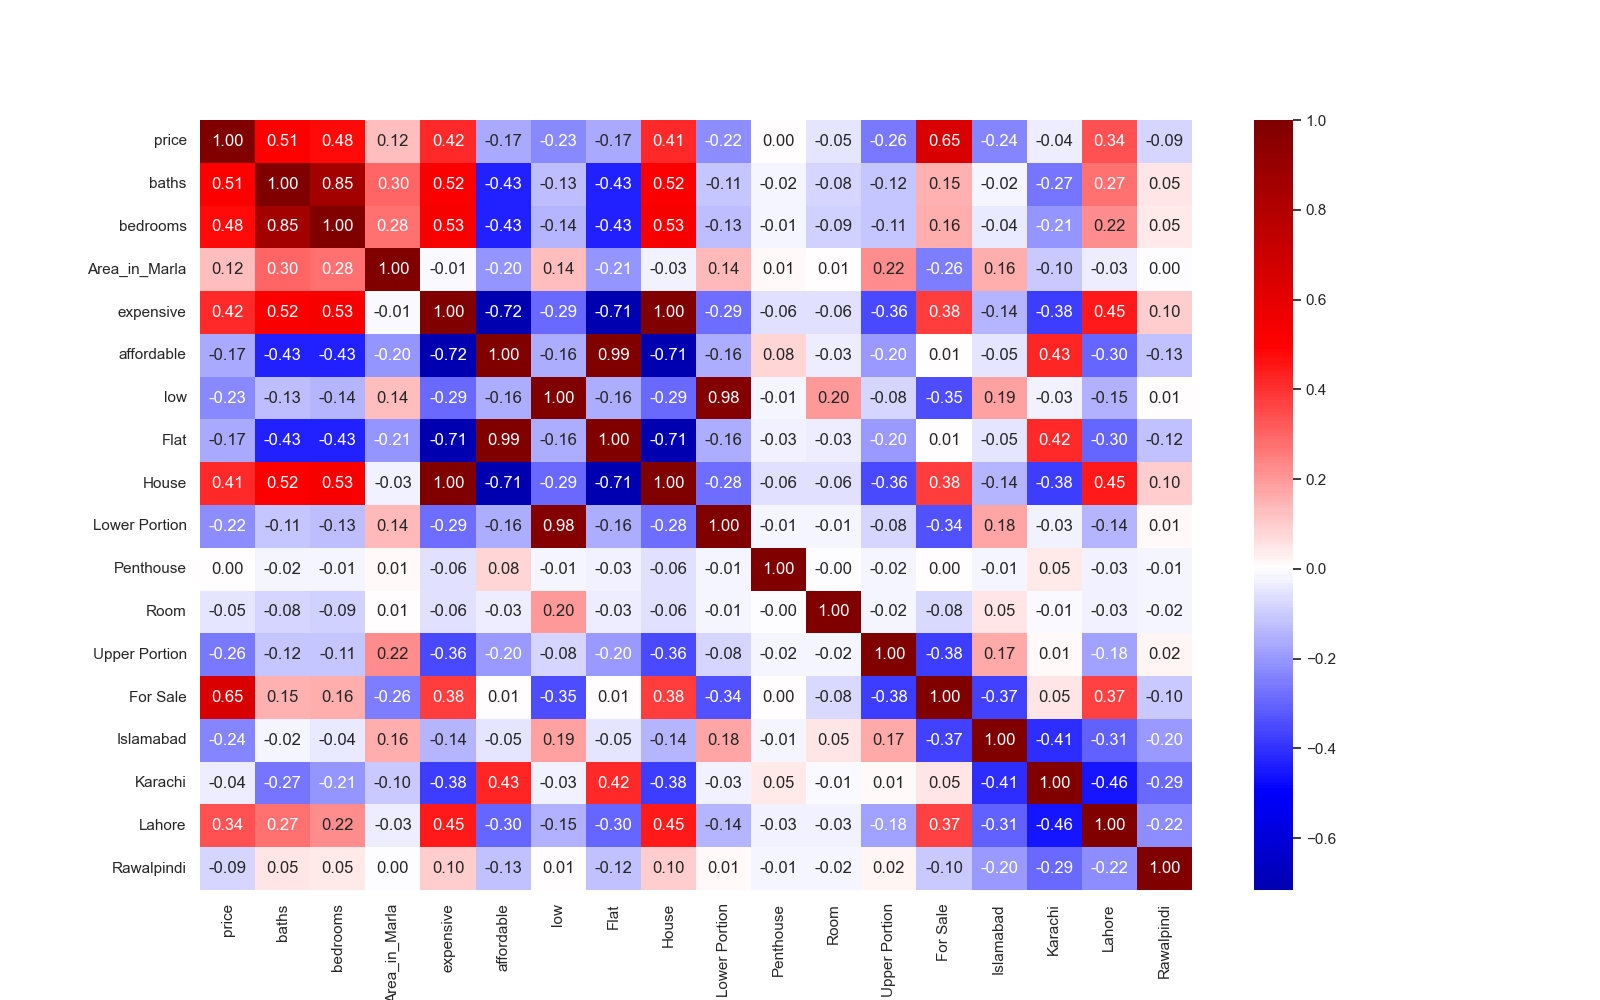 price 1.00 0.51 0.48 0.12 0.42 -0.17 -0.23 -0.17 0.41 -0.22 0.00 -0.05 -0.26 0.65 -0.24 -0.04 0.34 -0.09
baths 0.51 1.00 0.85 0.30 0.52 -0.43 -0.13 -0.43 0.52 -0.11 -0.02 -0.08 -0.12 0.15 -0.02 -0.27 0.27 0.05
bedrooms 0.48 0.85 1.00 0.28 0.53 -0.43 -0.14 -0.43 0.53 -0.13 -0.01 -0.09 -0.11 0.16 -0.04 -0.21 0.22 0.05
Area_in_Marla 0.12 0.30 0.28 1.00 -0.01 -0.20 0.14 -0.21 -0.03 0.14 0.01 0.01 0.22 -0.26 0.16 -0.10 -0.03 0.00
expensive 0.42 0.52 0.53 -0.01 1.00 -0.72 -0.29 -0.71 1.00 -0.29 -0.06 -0.06 -0.36 0.38 -0.14 -0.38 0.45 0.10
affordable -0.17 -0.43 -0.43 -0.20 -0.72 1.00 -0.16 0.99 -0.71 -0.16 0.08 -0.03 -0.20 0.01 -0.05 0.43 -0.30 -0.13
low -0.23 -0.13 -0.14 0.14 -0.29 -0.16 1.00 -0.16 -0.29 0.98 -0.01 0.20 -0.08 -0.35 0.19 -0.03 -0.15 0.01
Flat -0.17 -0.43 -0.43 -0.21 -0.71 0.99 -0.16 1.00 -0.71 -0.16 -0.03 -0.03 -0.20 0.01 -0.05 0.42 -0.30 -0.12
House 0.41 0.52 0.53 -0.03 1.00 -0.71 -0.29 -0.71 1.00 -0.28 -0.06 -0.06 -0.36 0.38 -0.14 -0.38 0.45 0.10
Lower Portion -0.22 -0.11 -0.13 0.14 -0.29 -0.16 0.98 -0.16 -0.28 1.00 -0.01 -0.01 -0.08 -0.34 0.18 -0.03 -0.14 0.01
Penthouse 0.00 -0.02 -0.01 0.01 -0.06 0.08 -0.01 -0.03 -0.06 -0.01 1.00 -0.00 -0.02 0.00 -0.01 0.05 -0.03 -0.01
Room -0.05 -0.08 -0.09 0.01 -0.06 -0.03 0.20 -0.03 -0.06 -0.01 -0.00 1.00 -0.02 -0.08 0.05 -0.01 -0.03 -0.02
Upper Portion -0.26 -0.12 -0.11 0.22 -0.36 -0.20 -0.08 -0.20 -0.36 -0.08 -0.02 -0.02 1.00 -0.38 0.17 0.01 -0.18 0.02
For Sale 0.65 0.15 0.16 -0.26 0.38 0.01 -0.35 0.01 0.38 -0.34 0.00 -0.08 -0.38 1.00 -0.37 0.05 0.37 -0.10
Islamabad -0.24 -0.02 -0.04 0.16 -0.14 -0.05 0.19 -0.05 -0.14 0.18 -0.01 0.05 0.17 -0.37 1.00 -0.41 -0.31 -0.20
Karachi -0.04 -0.27 -0.21 -0.10 -0.38 0.43 -0.03 0.42 -0.38 -0.03 0.05 -0.01 0.01 0.05 -0.41 1.00 -0.46 -0.29
Lahore 0.34 0.27 0.22 -0.03 0.45 -0.30 -0.15 -0.30 0.45 -0.14 -0.03 -0.03 -0.18 0.37 -0.31 -0.46 1.00 -0.22
Rawalpindi -0.09 0.05 0.05 0.00 0.10 -0.13 0.01 -0.12 0.10 0.01 -0.01 -0.02 0.02 -0.10 -0.20 -0.29 -0.22 1.00
price
baths
bedrooms
Area_in_Marla
expensive
affordable
low
Flat
House
Lower Portion
Penthouse
Room
Upper Portion
For Sale
Islamabad
Karachi
Lahore
Rawalpindi
1.0
0.8
0.6
0.4
0.2
0.0
−0.2
−0.4
−0.6